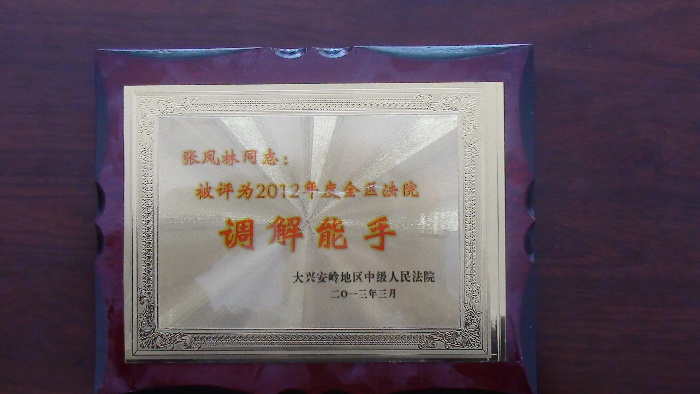 张凤林同志：
被评为2012年度全区法院
调解能手
大兴安岭地区中级人民法院
二〇一三年三月